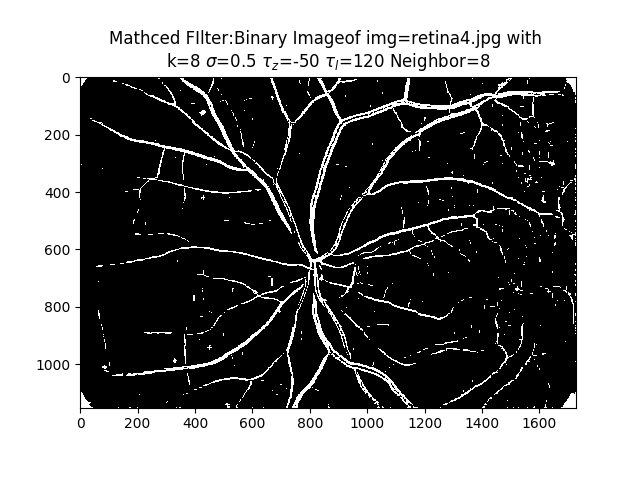 Mathced FIlter:Binary Imageof img=retina4.jpg with
k=8 σ=0.5 τz=-50 τl=120 Neighbor=8
0
200
400
600
800
1000
0 200 400 600 800 1000 1200 1400 1600